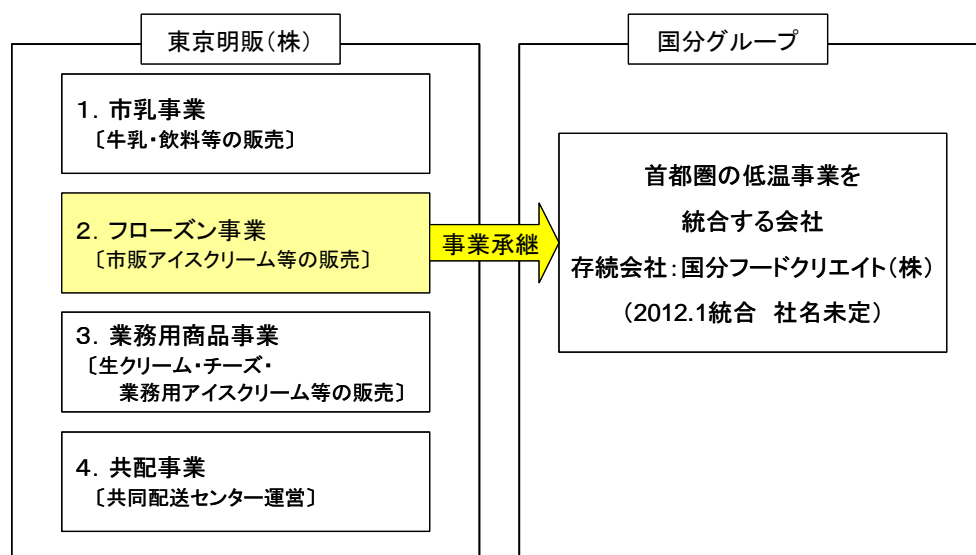 東京明販(株)
1. 市乳事業
〔牛乳・飲料等の販売〕
2. フローズン事業
〔市販アイスクリーム等の販売〕
3. 業務用商品事業
〔生クリーム・チーズ・
業務用アイスクリーム等の販売〕
4. 共配事業
〔共同配送センター運営〕
事業承継
国分グループ
首都圏の低温事業を
統合する会社
存続会社:国分フードクリエイト(株)
(2012.1統合 社名未定)